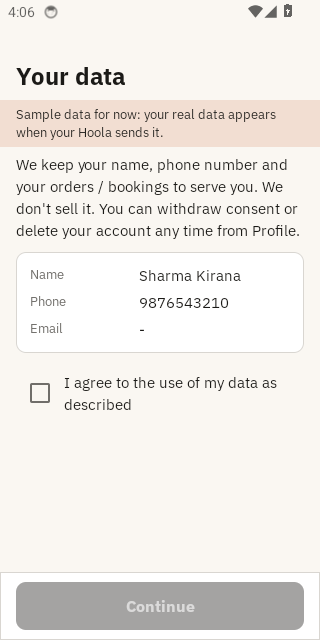 4:06
Your data
Sample data for now: your real data appears
when your Hoola sends it.
We keep your name, phone number and
your orders / bookings to serve you. We
don't sell it. You can withdraw consent or
delete your account any time from Profile.
Name Sharma Kirana
Phone 9876543210
Email -
I agree to the use of my data as
described
Continue